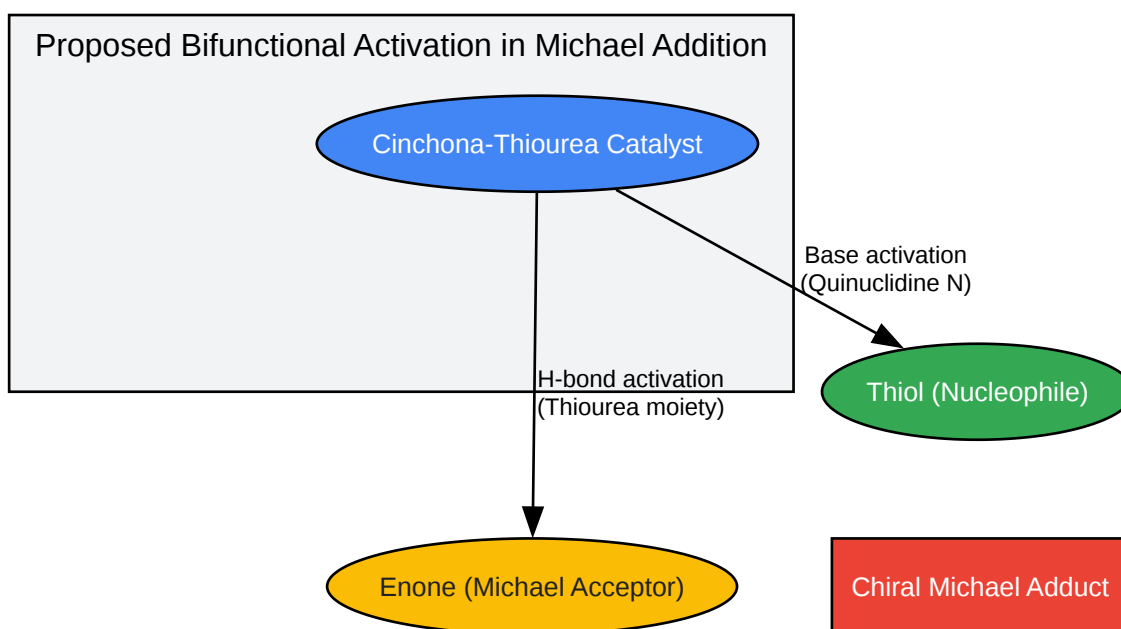 Proposed Bifunctional Activation in Michael Addition
Cinchona-Thiourea Catalyst
Base activation
(Quinuclidine N)
H-bond activation
(Thiourea moiety)
Thiol (Nucleophile)
Enone (Michael Acceptor)
Chiral Michael Adduct